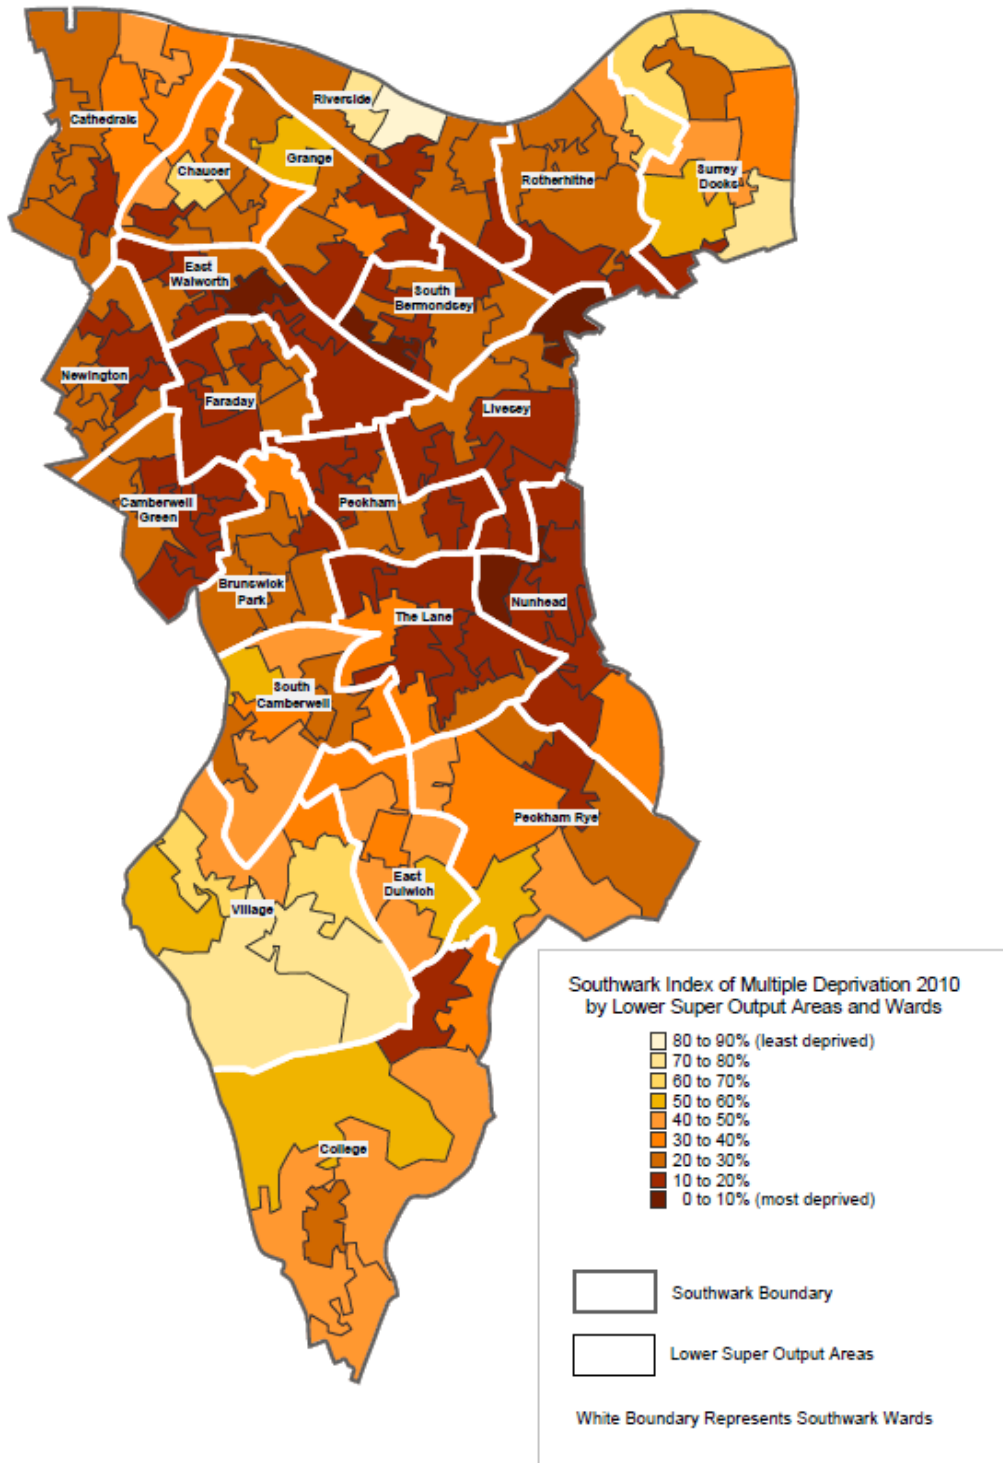 Riverside
Cathedrals
Grange
Chaucer
Rotherhithe
Surrey
Docks
East
Walworth
South
Bermondsey
Newington
Faraday
Livesey
Camberwell
Green
Peckham
Brunswick
Park
The Lane
Nunhead
South
Camberwell
Peckham Rye
East
Dulwich
Village
College
Southwark Index of Multiple Deprivation 2010
by Lower Super Output Areas and Wards
80 to 90% (least deprived)
70 to 80%
60 to 70%
50 to 60%
40 to 50%
30 to 40%
20 to 30%
10 to 20%
0 to 10% (most deprived)
Southwark Boundary
Lower Super Output Areas
White Boundary Represents Southwark Wards